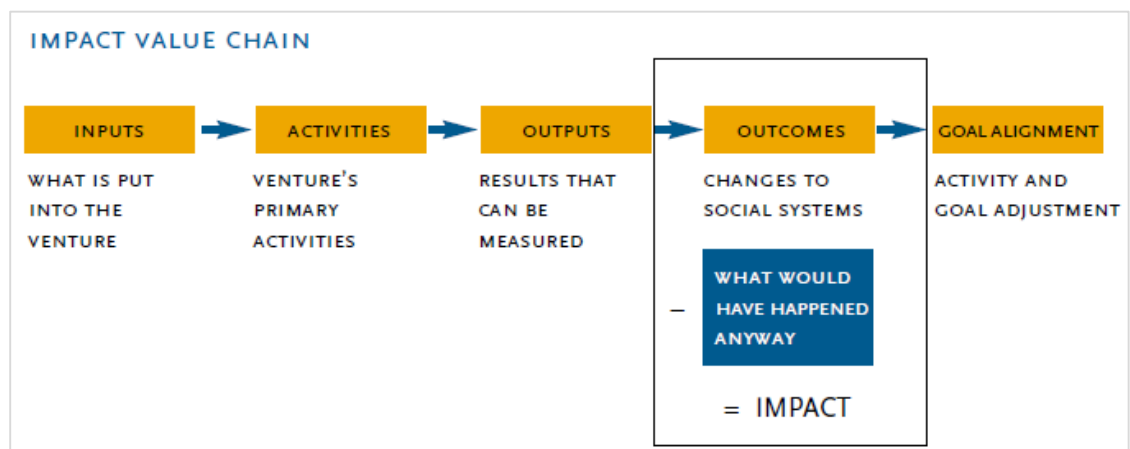 IMPACT VALUE CHAIN
INPUTS
ACTIVITIES
OUTPUTS
OUTCOMES
GOAL ALIGNMENT
WHAT IS PUT
INTO THE
VENTURE
VENTURE'S
PRIMARY
ACTIVITIES
RESULTS THAT
CAN BE
MEASURED
CHANGES TO
SOCIAL SYSTEMS
ACTIVITY AND
GOAL ADJUSTMENT
–
WHAT WOULD
HAVE HAPPENED
ANYWAY
= IMPACT